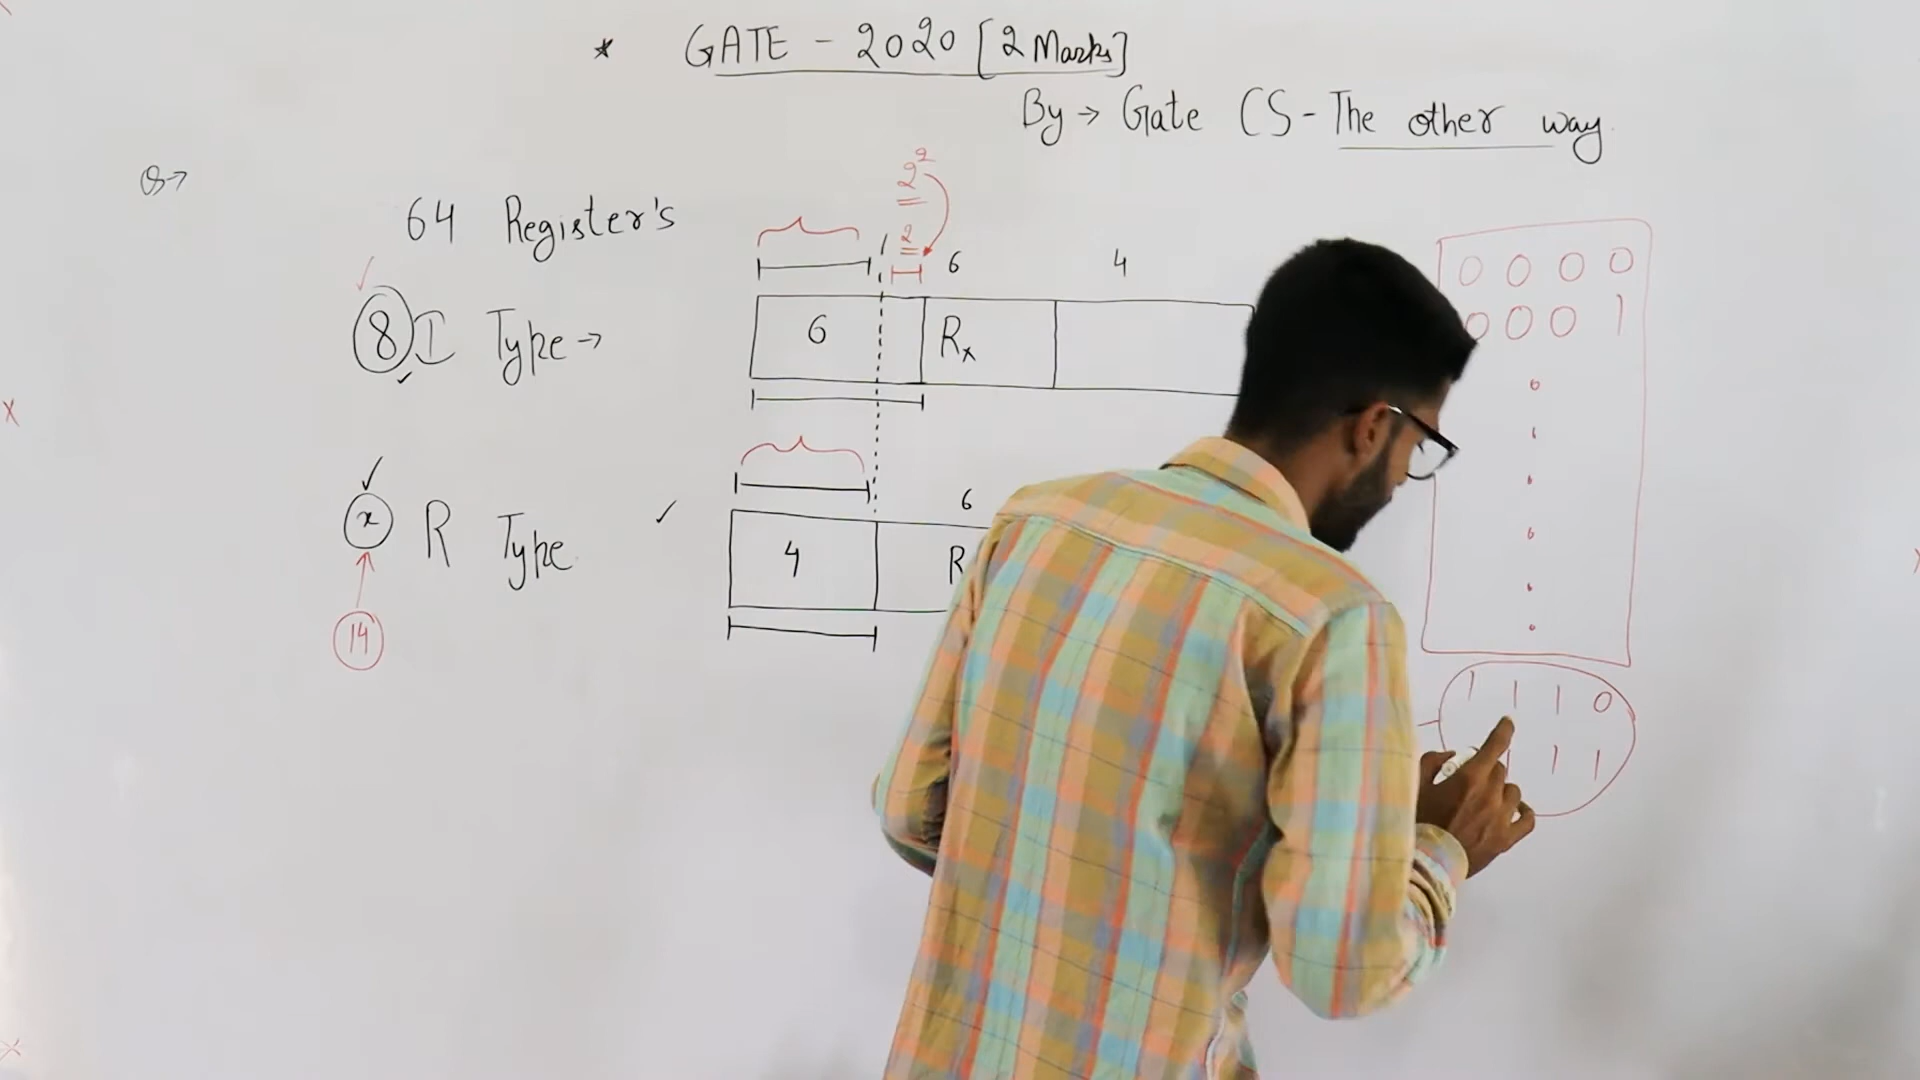 * GATE - 2020 [2 Marks]
By → Gate CS - The other way.
Q→
64 Register's
2²
2
6 4
8 I Type →
6 Rx
✓ x R Type ✓
6
4 R
14
0 0 0 0
0 0 0 1
1 1 1 0
1 1 1